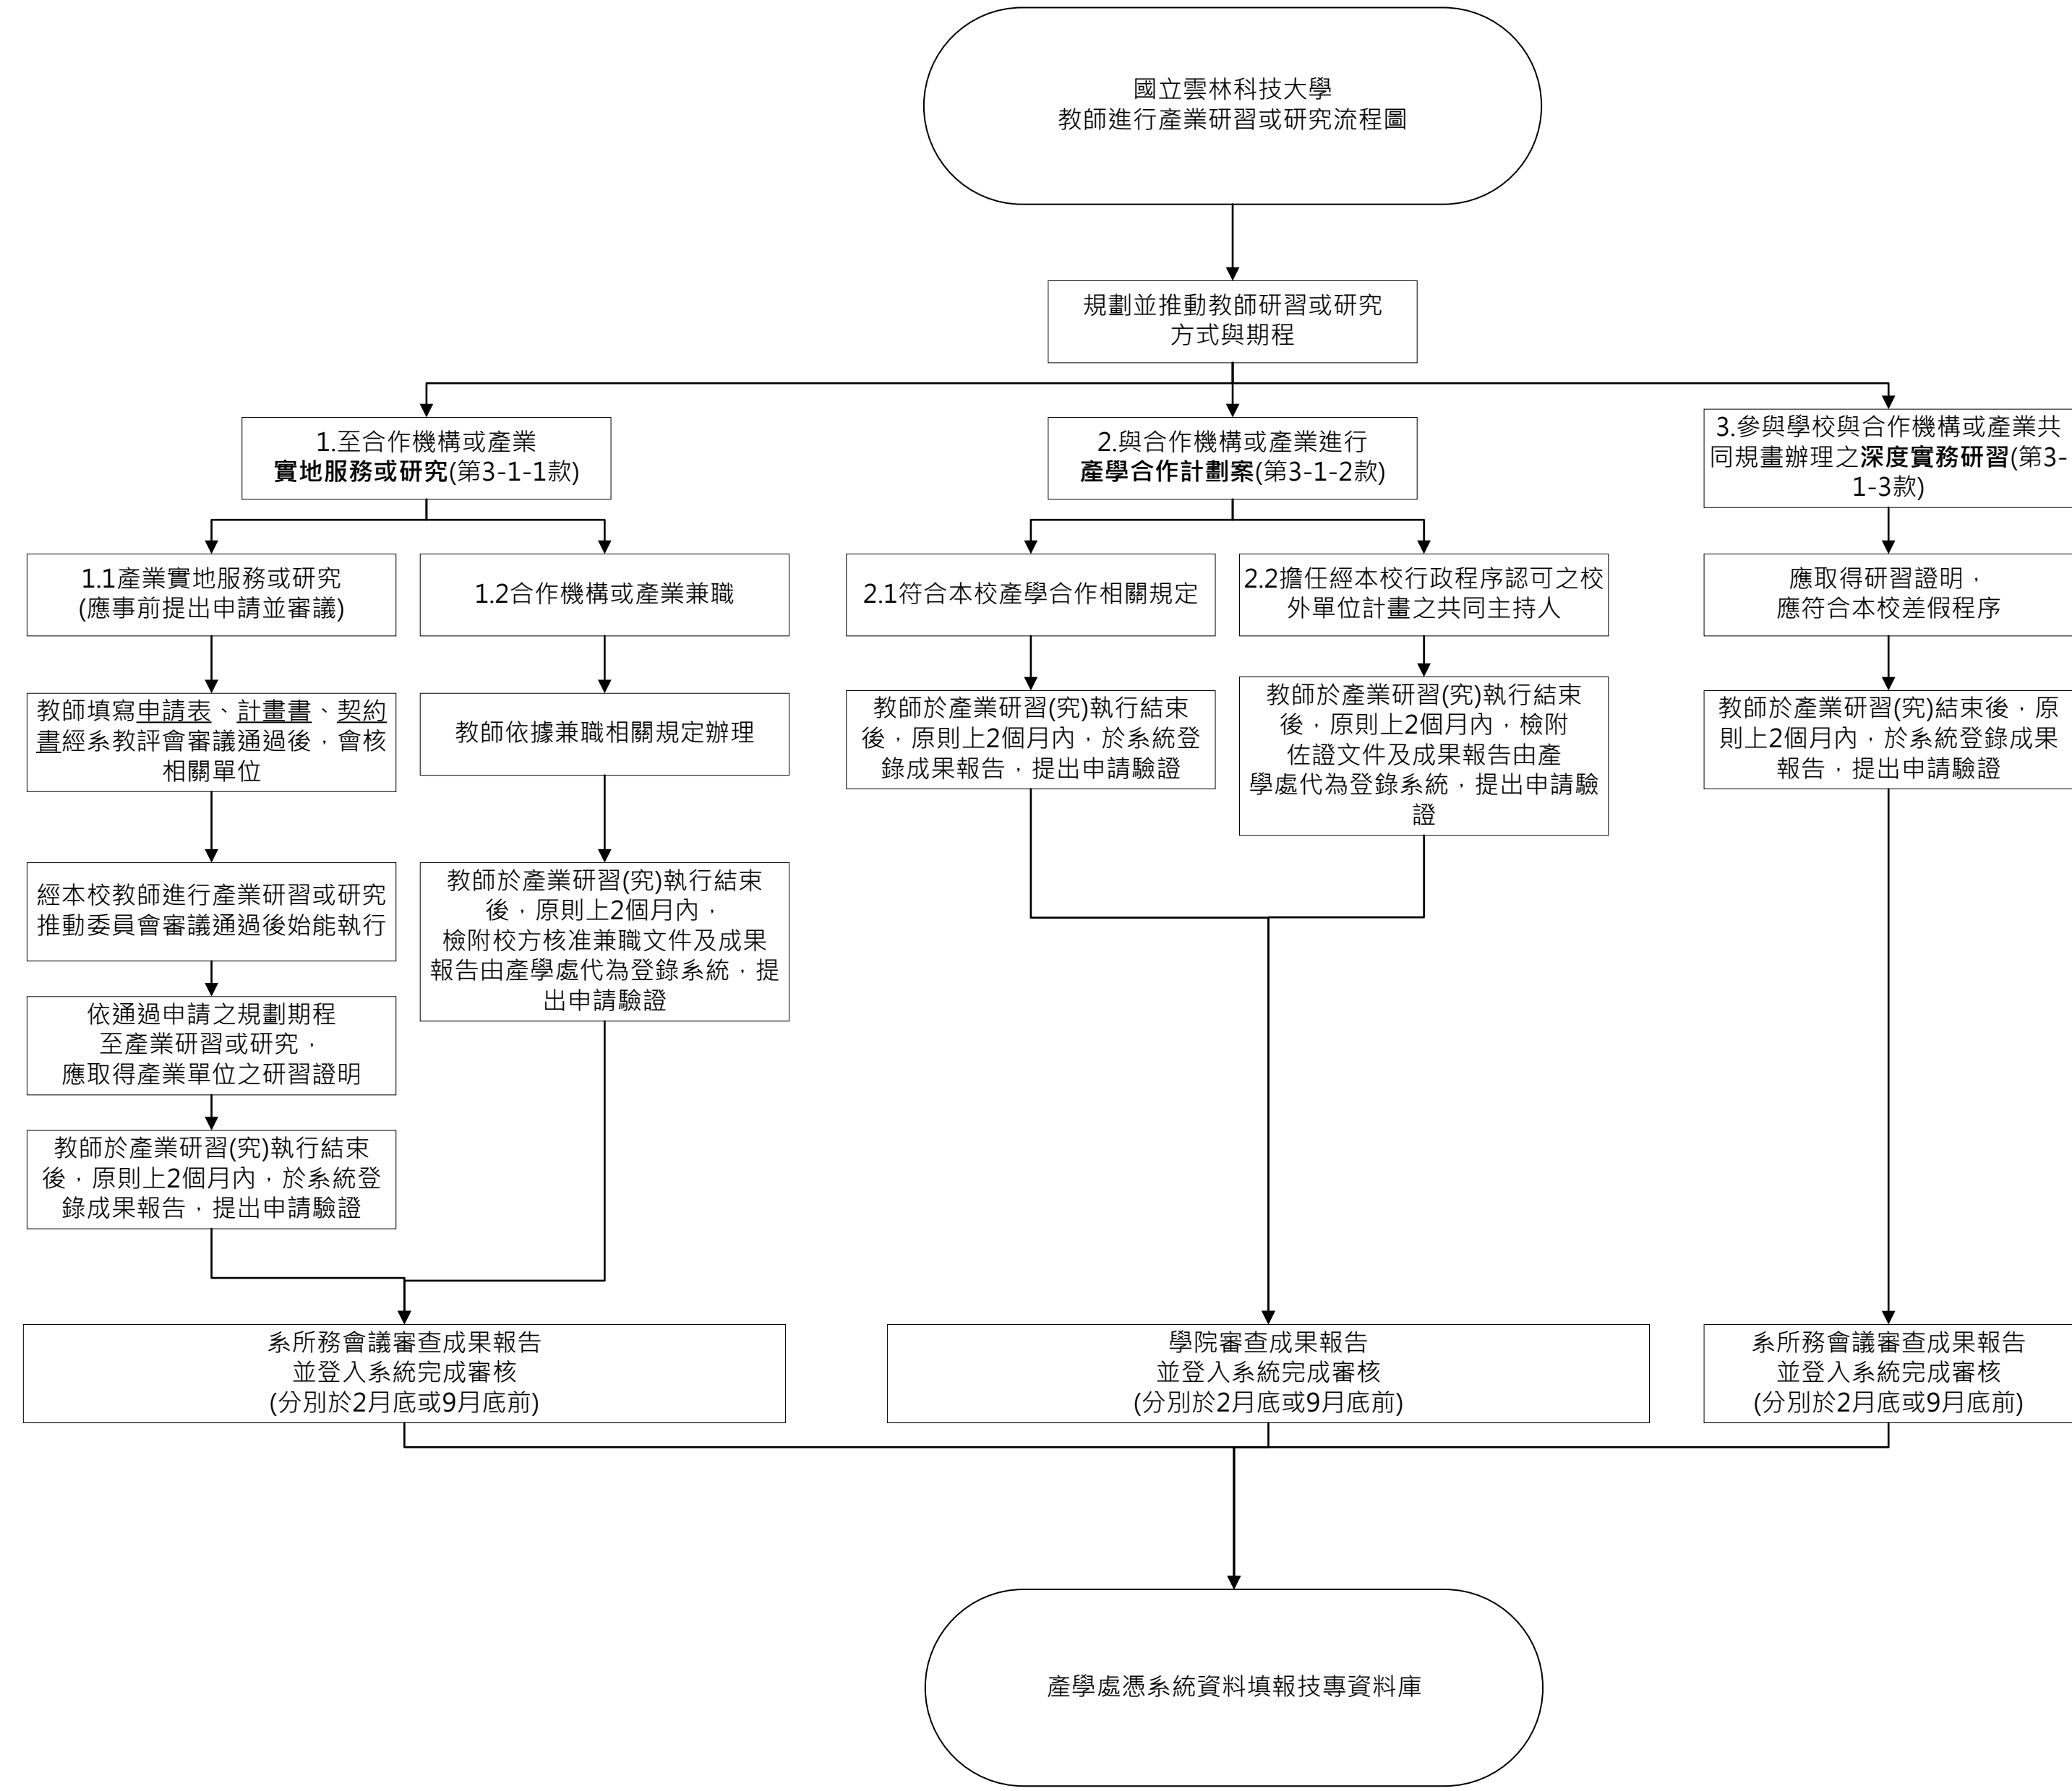 國立雲林科技大學
教師進行產業研習或研究流程圖
規劃並推動教師研習或研究
方式與期程
1.至合作機構或產業
實地服務或研究(第3-1-1款)
2.與合作機構或產業進行
產學合作計劃案(第3-1-2款)
3.參與學校與合作機構或產業共
同規畫辦理之深度實務研習(第3-
1-3款)
1.1產業實地服務或研究
(應事前提出申請並審議)
1.2合作機構或產業兼職
2.1符合本校產學合作相關規定
2.2擔任經本校行政程序認可之校
外單位計畫之共同主持人
應取得研習證明，
應符合本校差假程序
教師填寫申請表、計畫書、契約
書經系教評會審議通過後，會核
相關單位
教師依據兼職相關規定辦理
教師於產業研習(究)執行結束
後，原則上2個月內，於系統登
錄成果報告，提出申請驗證
教師於產業研習(究)執行結束
後，原則上2個月內，檢附
佐證文件及成果報告由產
學處代為登錄系統，提出申請驗
證
教師於產業研習(究)結束後，原
則上2個月內，於系統登錄成果
報告，提出申請驗證
經本校教師進行產業研習或研究
推動委員會審議通過後始能執行
教師於產業研習(究)執行結束
後，原則上2個月內，
檢附校方核准兼職文件及成果
報告由產學處代為登錄系統，提
出申請驗證
依通過申請之規劃期程
至產業研習或研究，
應取得產業單位之研習證明
教師於產業研習(究)執行結束
後，原則上2個月內，於系統登
錄成果報告，提出申請驗證
系所務會議審查成果報告
並登入系統完成審核
(分別於2月底或9月底前)
學院審查成果報告
並登入系統完成審核
(分別於2月底或9月底前)
系所務會議審查成果報告
並登入系統完成審核
(分別於2月底或9月底前)
產學處憑系統資料填報技專資料庫